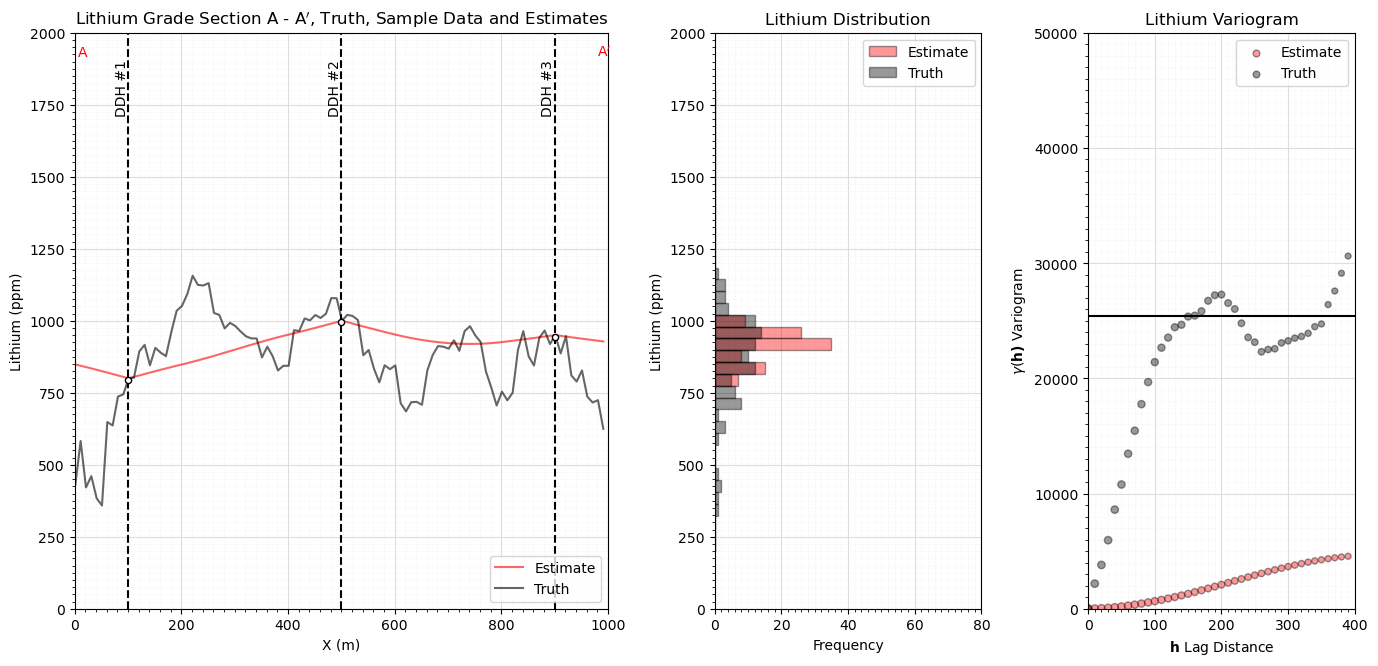 Lithium Grade Section A - A′, Truth, Sample Data and Estimates
2000
1750
1500
1250
1000
750
500
250
0
Lithium (ppm)
A
DDH #1
DDH #2
DDH #3
A'
Estimate
Truth
0
200
400
600
800
1000
X (m)
Lithium Distribution
2000
1750
1500
1250
1000
750
500
250
0
Lithium (ppm)
Estimate
Truth
0
20
40
60
80
Frequency
Lithium Variogram
50000
40000
30000
20000
10000
0
γ(h) Variogram
Estimate
Truth
0
100
200
300
400
h Lag Distance